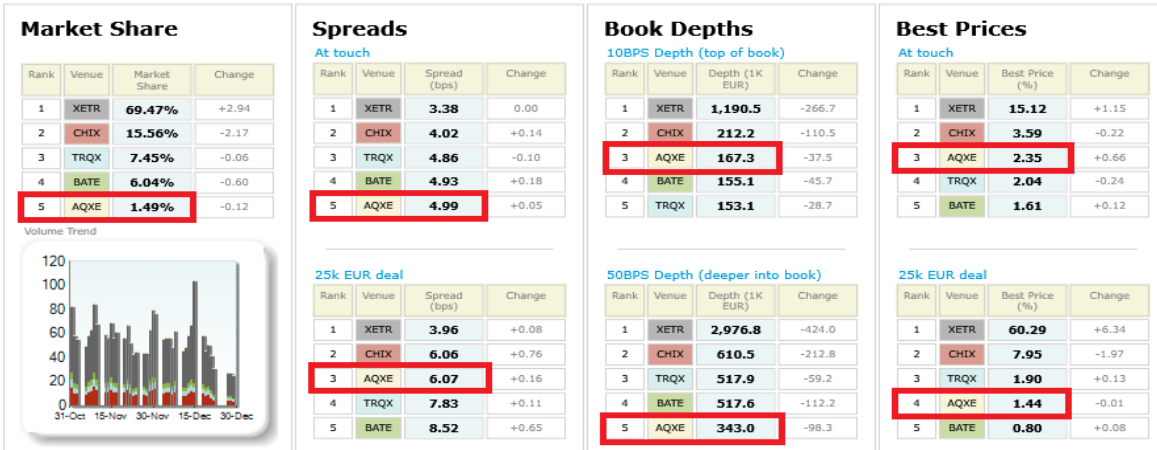 Market Share
Rank Venue Market Share Change
1 XETR 69.47% +2.94
2 CHIX 15.56% -2.17
3 TRQX 7.45% -0.06
4 BATE 6.04% -0.60
5 AQXE 1.49% -0.12
Volume Trend
120
100
80
60
40
20
0
31-Oct 15-Nov 30-Nov 15-Dec 30-Dec
Spreads
At touch
Rank Venue Spread (bps) Change
1 XETR 3.38 0.00
2 CHIX 4.02 +0.14
3 TRQX 4.86 -0.10
4 BATE 4.93 +0.18
5 AQXE 4.99 +0.05
25k EUR deal
Rank Venue Spread (bps) Change
1 XETR 3.96 +0.08
2 CHIX 6.06 +0.76
3 AQXE 6.07 +0.16
4 TRQX 7.83 +0.11
5 BATE 8.52 +0.65
Book Depths
10BPS Depth (top of book)
Rank Venue Depth (1K EUR) Change
1 XETR 1,190.5 -266.7
2 CHIX 212.2 -110.5
3 AQXE 167.3 -37.5
4 BATE 155.1 -45.7
5 TRQX 153.1 -28.7
50BPS Depth (deeper into book)
Rank Venue Depth (1K EUR) Change
1 XETR 2,976.8 -424.0
2 CHIX 610.5 -212.8
3 TRQX 517.9 -59.2
4 BATE 517.6 -112.2
5 AQXE 343.0 -98.3
Best Prices
At touch
Rank Venue Best Price (%) Change
1 XETR 15.12 +1.15
2 CHIX 3.59 -0.22
3 AQXE 2.35 +0.66
4 TRQX 2.04 -0.24
5 BATE 1.61 +0.12
25k EUR deal
Rank Venue Best Price (%) Change
1 XETR 60.29 +6.34
2 CHIX 7.95 -1.97
3 TRQX 1.90 +0.13
4 AQXE 1.44 -0.01
5 BATE 0.80 +0.08